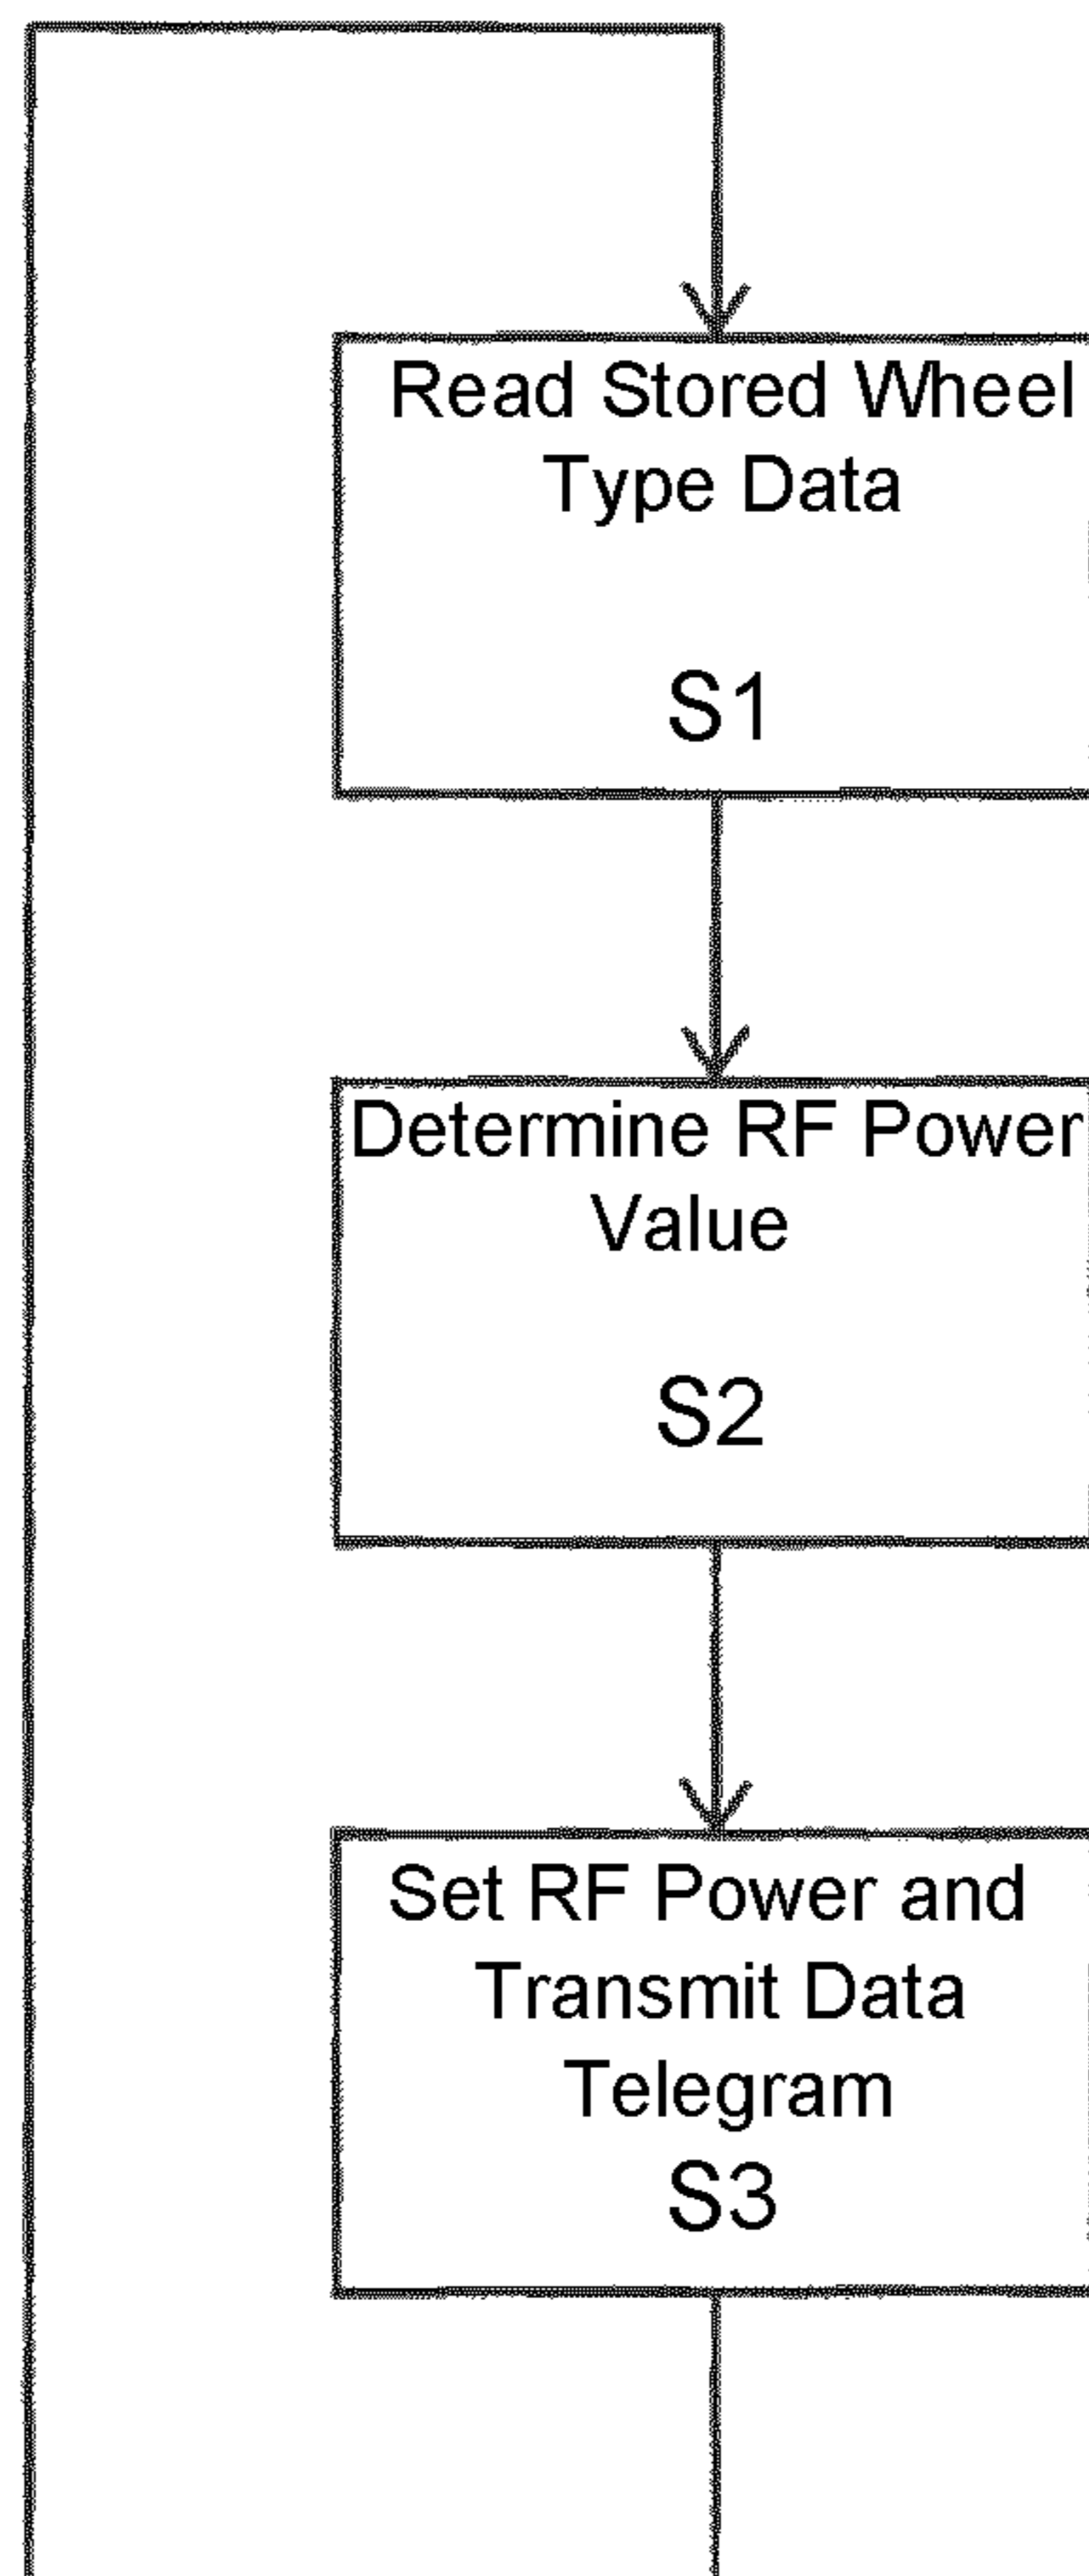 Read Stored Wheel
Type Data
S1
Determine RF Power
Value
S2
Set RF Power and
Transmit Data
Telegram
S3